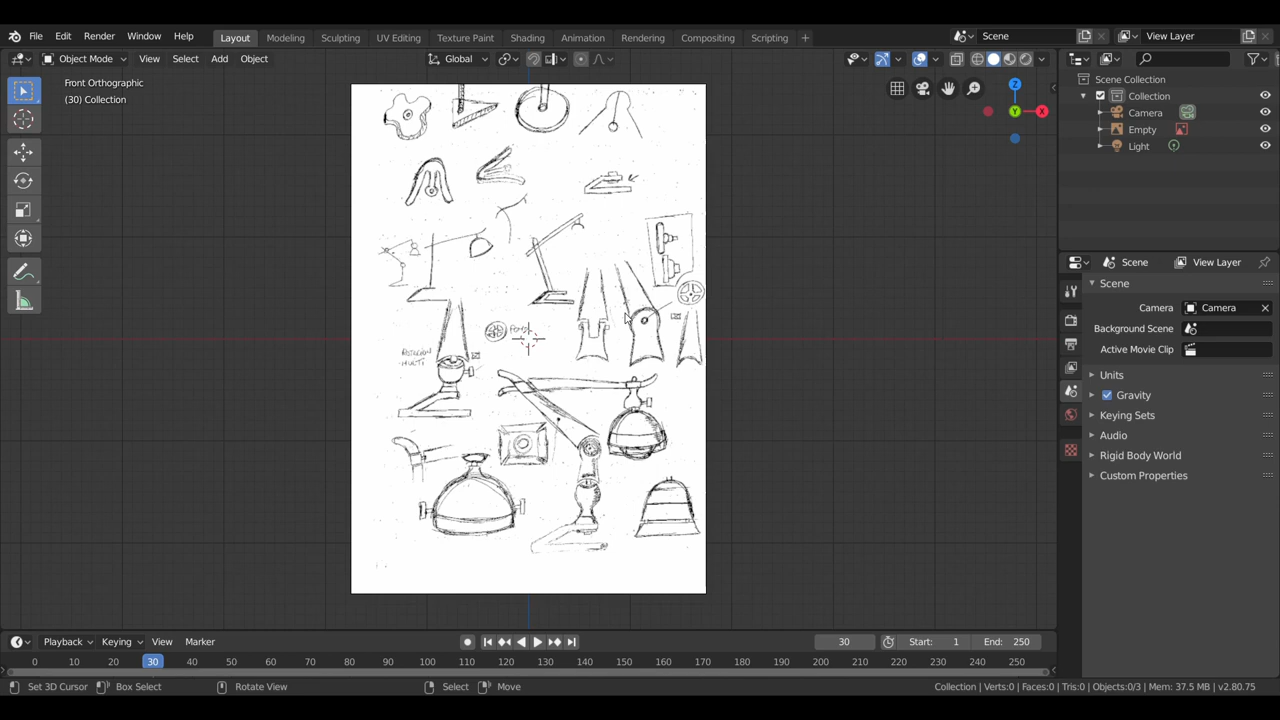 File Edit Render Window Help
Layout Modeling Sculpting UV Editing Texture Paint Shading Animation Rendering Compositing Scripting +
Scene
View Layer
Object Mode View Select Add Object
Global
Front Orthographic
(30) Collection
Z
Y
X
ROTACION
MULTI
Scene Collection
Collection
Camera
Empty
Light
Scene
View Layer
Scene
Camera Camera
Background Scene
Active Movie Clip
Units
Gravity
Keying Sets
Audio
Rigid Body World
Custom Properties
Playback Keying View Marker
30
Start: 1
End: 250
0 10 20 30 40 50 60 70 80 90 100 110 120 130 140 150 160 170 180 190 200 210 220 230 240 250
Set 3D Cursor Box Select Rotate View Select Move
Collection | Verts:0 | Faces:0 | Tris:0 | Objects:0/3 | Mem: 37.5 MB | v2.80.75